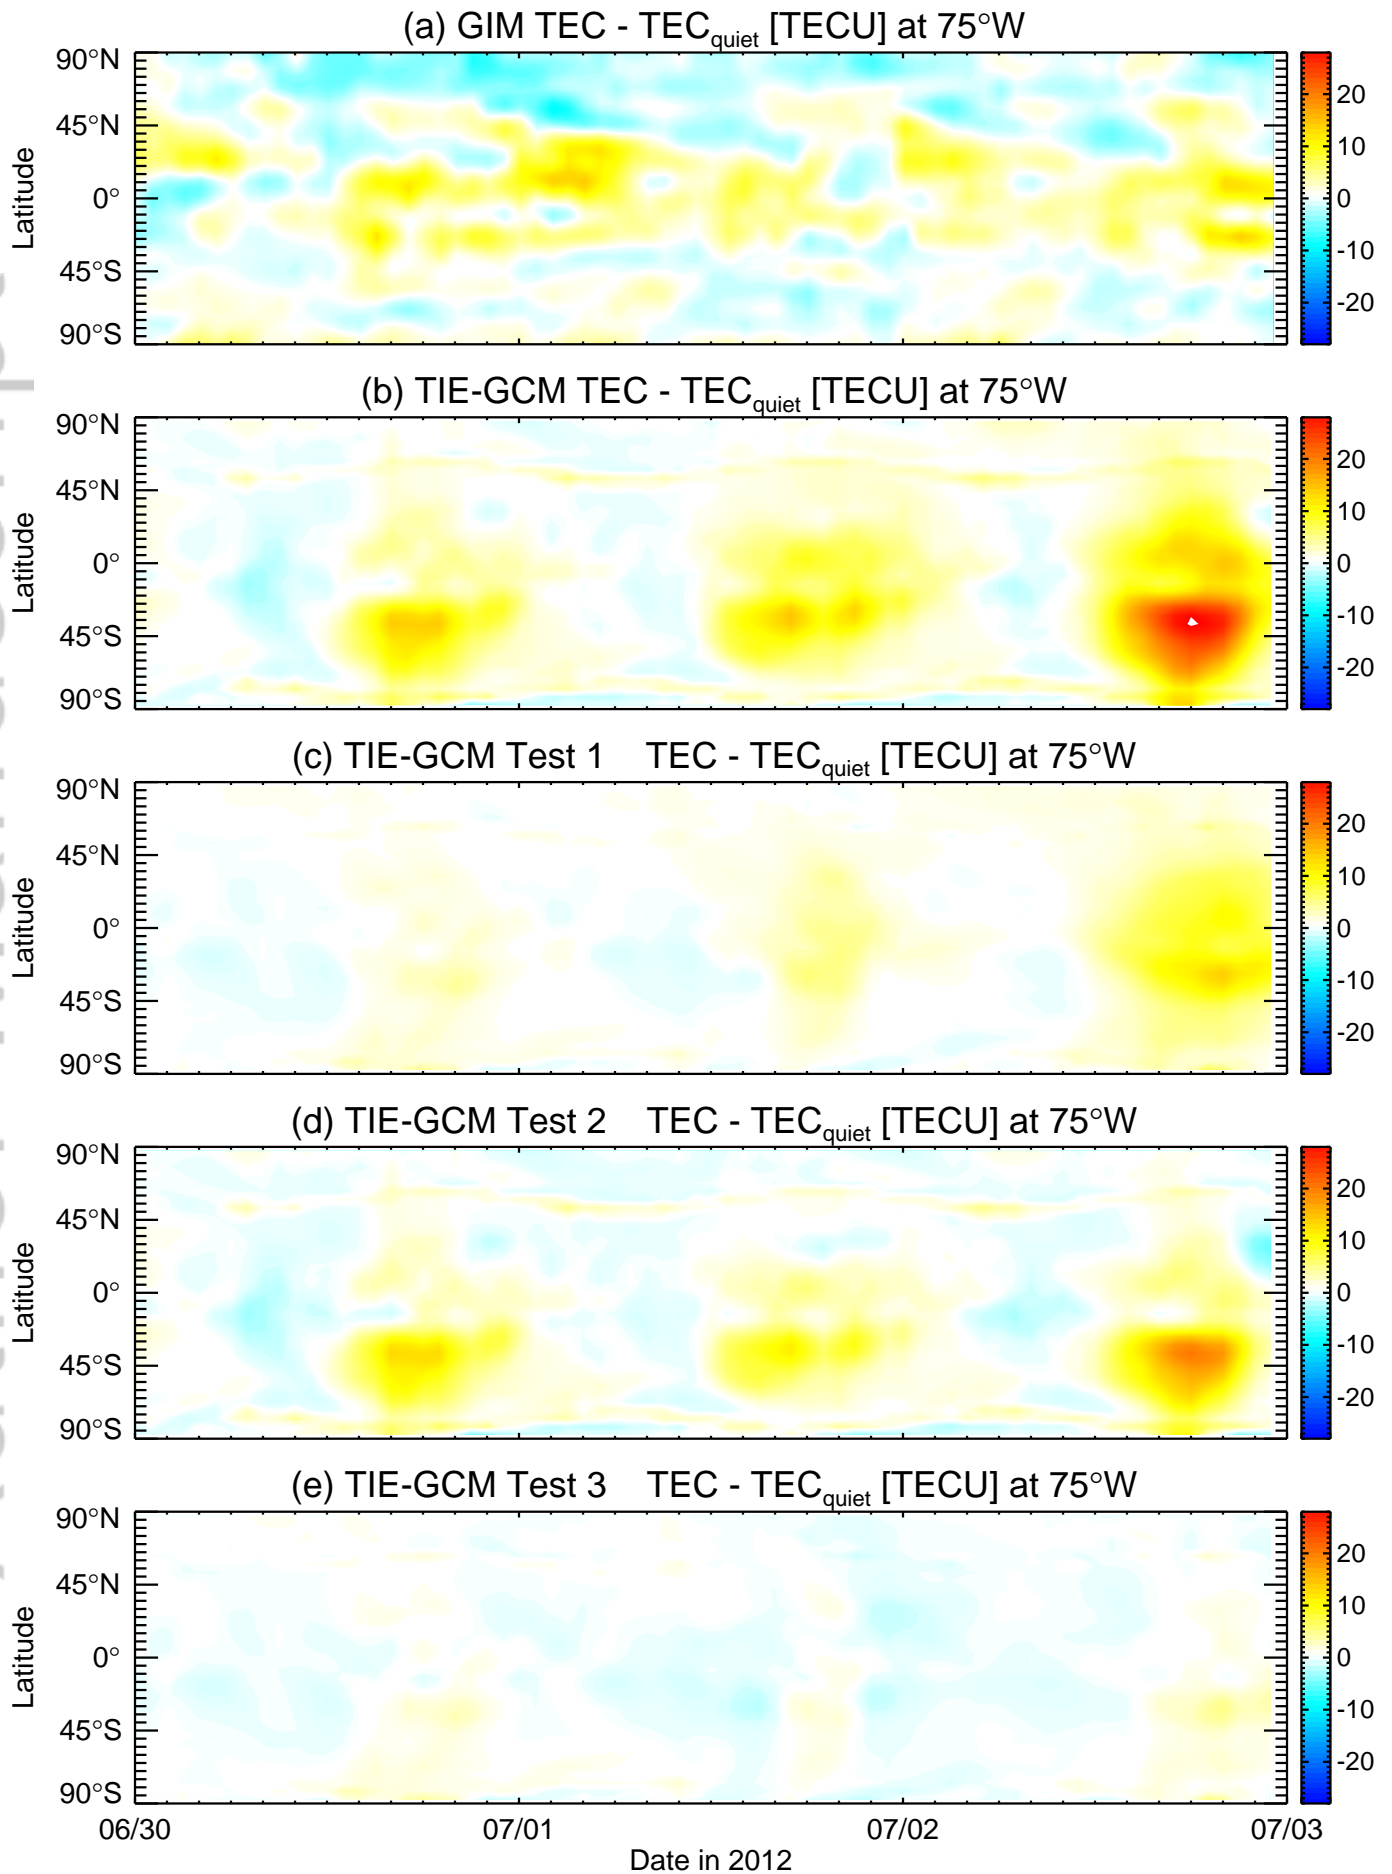 (a) GIM TEC - TECquiet [TECU] at 75°W
90°N
45°N
0°
45°S
90°S
Latitude
20
10
0
-10
-20
(b) TIE-GCM TEC - TECquiet [TECU] at 75°W
90°N
45°N
0°
45°S
90°S
Latitude
20
10
0
-10
-20
(c) TIE-GCM Test 1 TEC - TECquiet [TECU] at 75°W
90°N
45°N
0°
45°S
90°S
Latitude
20
10
0
-10
-20
(d) TIE-GCM Test 2 TEC - TECquiet [TECU] at 75°W
90°N
45°N
0°
45°S
90°S
Latitude
20
10
0
-10
-20
(e) TIE-GCM Test 3 TEC - TECquiet [TECU] at 75°W
90°N
45°N
0°
45°S
90°S
Latitude
20
10
0
-10
-20
06/30 07/01 07/02 07/03
Date in 2012